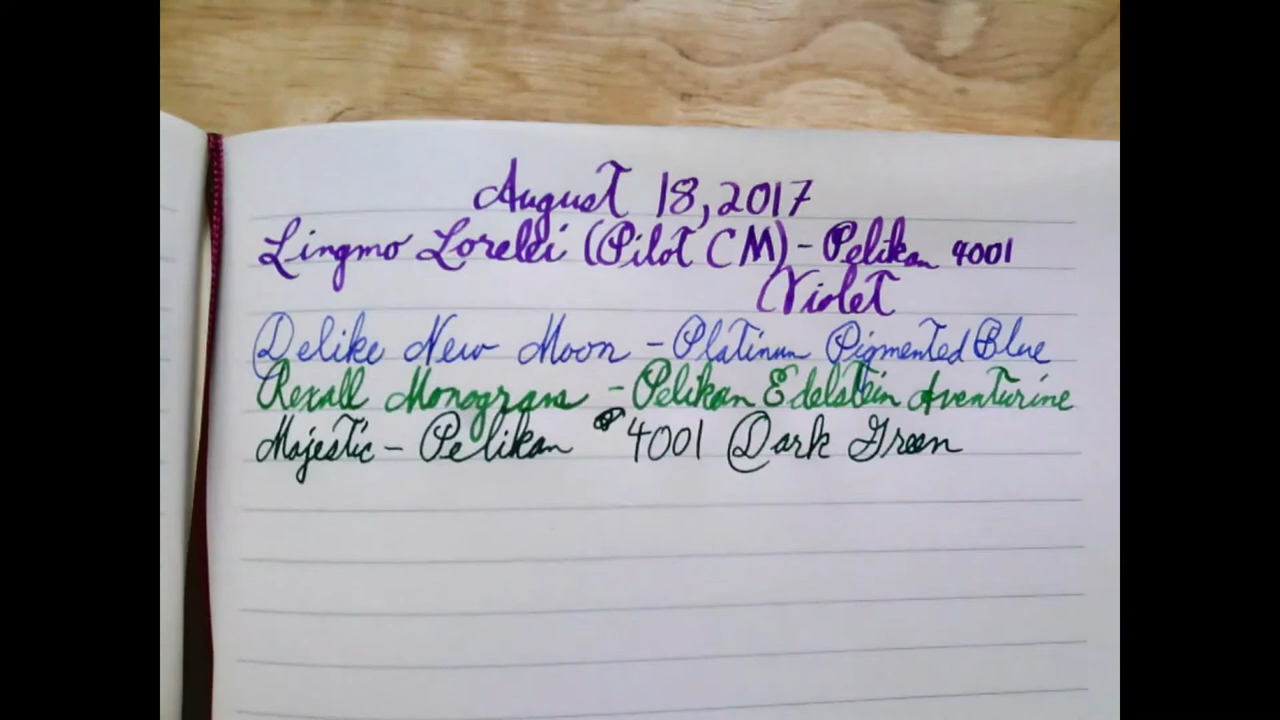 August 18, 2017
Lingmo Lorelei (Pilot CM) - Pelikan 4001
Violet
Delike New Moon - Platinum Pigmented Blue
Rexall Monogram - Pelikan Edelstein Aventurine
Majestic - Pelikan 4001 Dark Green